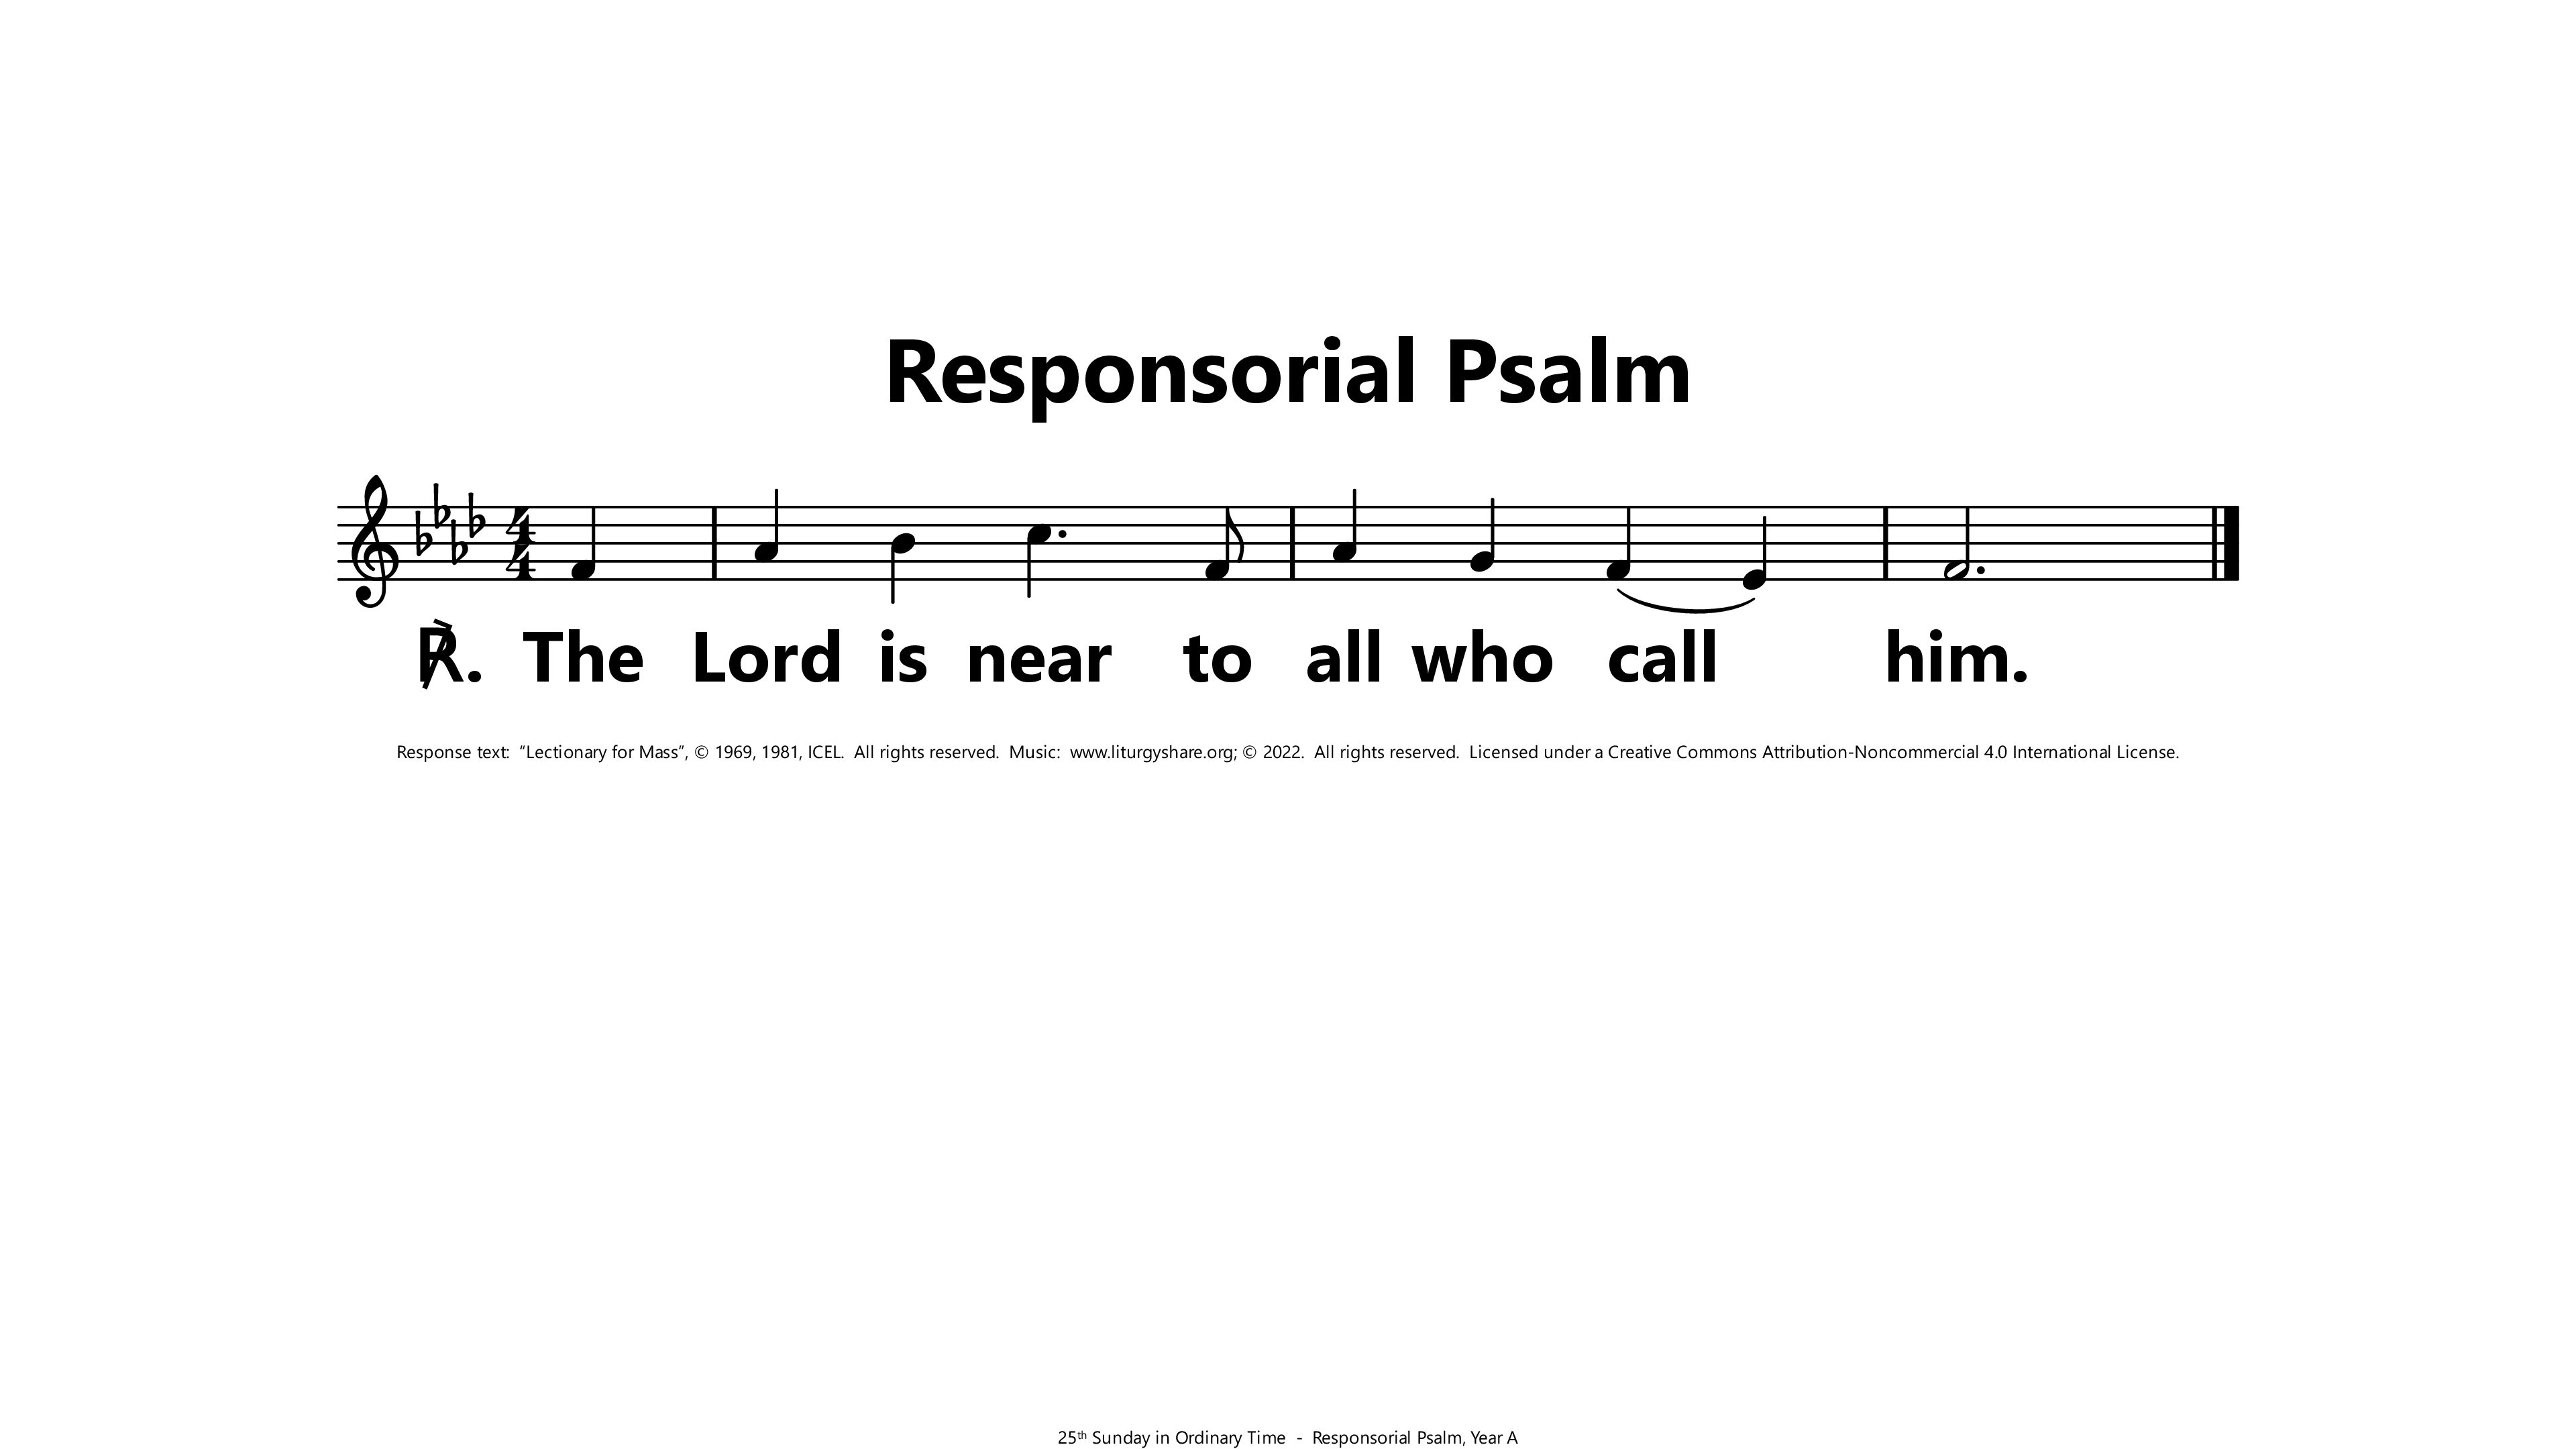 Responsorial Psalm
℟. The Lord is near to all who call him.
Response text:  “Lectionary for Mass”, © 1969, 1981, ICEL.  All rights reserved.  Music:  www.liturgyshare.org; © 2022.  All rights reserved.  Licensed under a Creative Commons Attribution-Noncommercial 4.0 International License.
25th Sunday in Ordinary Time  -  Responsorial Psalm, Year A